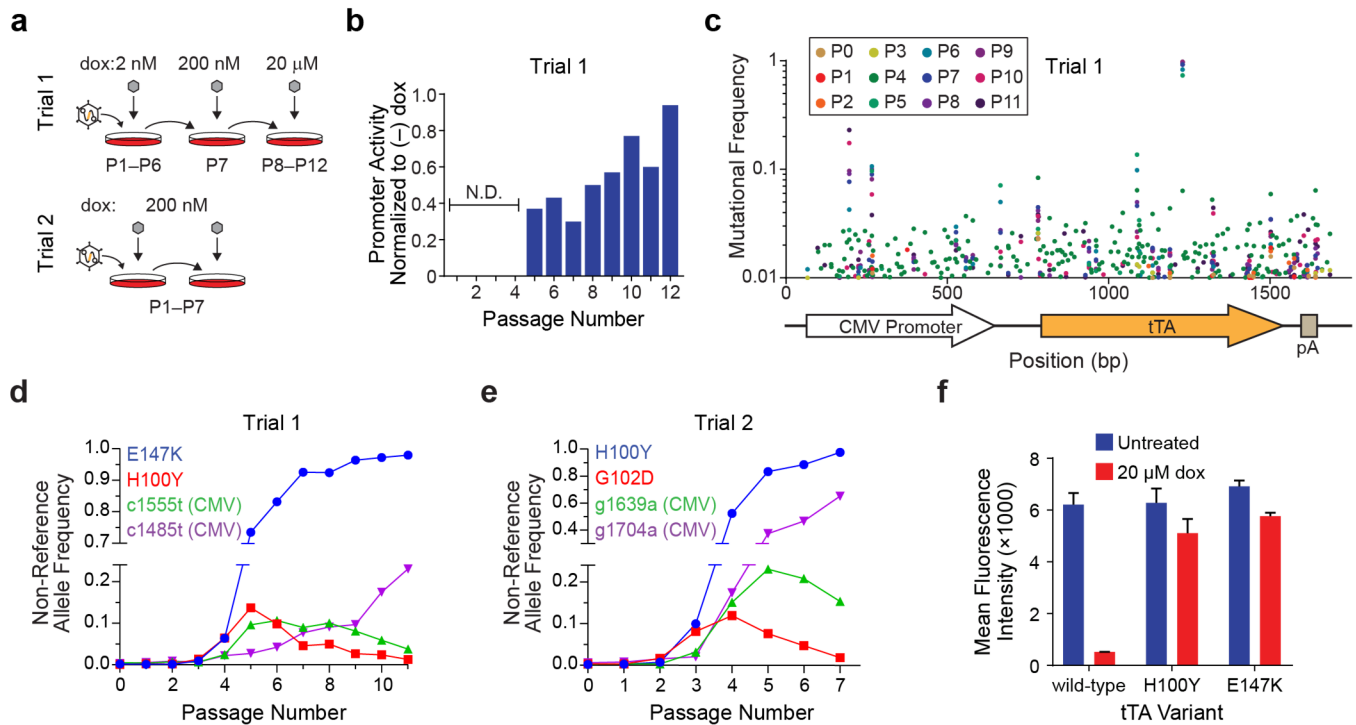 a
Trial 1
dox:2 nM
200 nM
20 μM
P1–P6
P7
P8–P12
Trial 2
dox:
200 nM
P1–P7
b
Trial 1
Promoter Activity
Normalized to (–) dox
1.0
0.8
0.6
0.4
0.2
0
N.D.
2
4
6
8
10
12
Passage Number
c
P0
P3
P6
P9
P1
P4
P7
P10
P2
P5
P8
P11
Trial 1
Mutational Frequency
1
0.1
0.01
0
500
1000
1500
CMV Promoter
tTA
pA
Position (bp)
d
Trial 1
Non-Reference
Allele Frequency
E147K
H100Y
c1555t (CMV)
c1485t (CMV)
1.0
0.9
0.8
0.7
0.2
0.1
0.0
0
2
4
6
8
10
Passage Number
e
Trial 2
Non-Reference
Allele Frequency
H100Y
G102D
g1639a (CMV)
g1704a (CMV)
1.0
0.8
0.6
0.4
0.2
0.1
0.0
0
1
2
3
4
5
6
7
Passage Number
f
Untreated
20 μM dox
Mean Fluorescence
Intensity (×1000)
8
6
4
2
0
wild-type
H100Y
E147K
tTA Variant